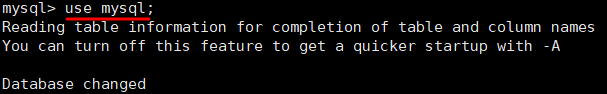 mysql> use mysql;
Reading table information for completion of table and column names
You can turn off this feature to get a quicker startup with -A
Database changed